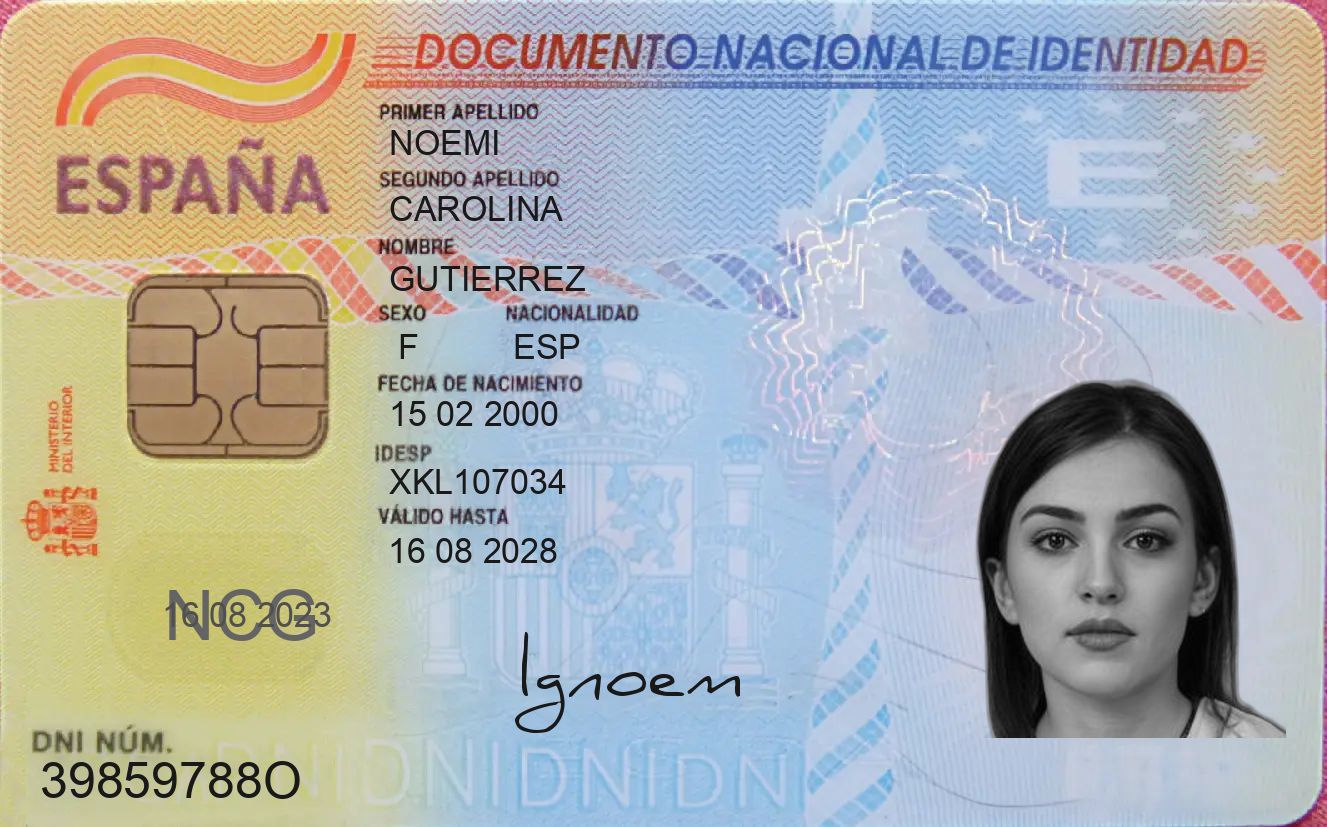 DOCUMENTO NACIONAL DE IDENTIDAD
ESPAÑA
PRIMER APELLIDO
NOEMI
SEGUNDO APELLIDO
CAROLINA
NOMBRE
GUTIERREZ
SEXO NACIONALIDAD
F ESP
FECHA DE NACIMIENTO
15 02 2000
IDESP
XKL107034
VÁLIDO HASTA
16 08 2028
MINISTERIO
DEL INTERIOR
E
NCG
16 08 2023
Ignoem
DNI NÚM.
39859788O
DNIDNIDNIDNI